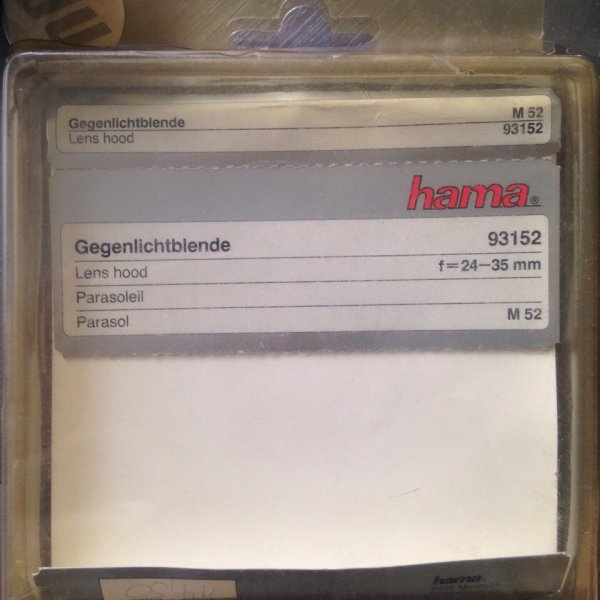 Gegenlichtblende M 52
Lens hood 93152
hama®
Gegenlichtblende 93152
Lens hood f=24–35 mm
Parasoleil
Parasol M 52
hama